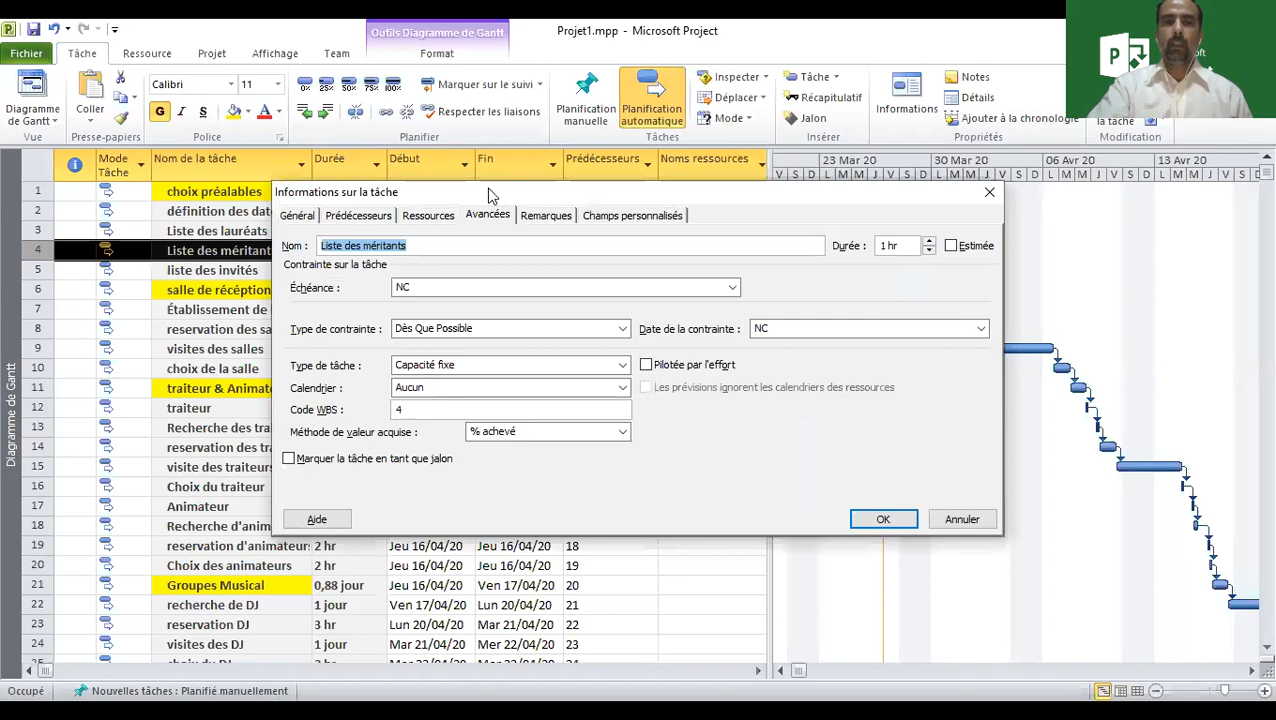 Outils Diagramme de Gantt
Projet1.mpp - Microsoft Project
Fichier Tâche Ressource Projet Affichage Team Format
Diagramme de Gantt
Vue
Coller
Presse-papiers
Calibri 11
G I S A
Police
0% 25% 50% 75% 100%
Marquer sur le suivi
Respecter les liaisons
Planifier
Planification manuelle
Planification automatique
Tâches
Inspecter
Déplacer
Mode
Tâche
Récapitulatif
Jalon
Insérer
Informations
Notes
Détails
Ajouter à la chronologie
Propriétés
la tâche
Modification
Mode Tâche Nom de la tâche Durée Début Fin Prédécesseurs Noms ressources
23 Mar 20 30 Mar 20 06 Avr 20 13 Avr 20
V S D L M M J V S D L M M J V S D L M M J V S D L M M J
Diagramme de Gantt
1 choix préalables
2 définition des dat
3 Liste des lauréats
4 Liste des méritant
5 liste des invités
6 salle de récéption
7 Établissement de
8 reservation des sa
9 visites des salles
10 choix de la salle
11 traiteur & Animate
12 traiteur
13 Recherche des tra
14 reservation des tra
15 visite des traiteurs
16 Choix du traiteur
17 Animateur
18 Recherche d'anim
19 reservation d'animateurs 2 hr Jeu 16/04/20 Jeu 16/04/20 18
20 Choix des animateurs 2 hr Jeu 16/04/20 Jeu 16/04/20 19
21 Groupes Musical 0,88 jour Jeu 16/04/20 Ven 17/04/20 20
22 recherche de DJ 1 jour Ven 17/04/20 Lun 20/04/20 21
23 reservation DJ 3 hr Lun 20/04/20 Mar 21/04/20 22
24 visites des DJ 1 jour Mar 21/04/20 Mer 22/04/20 23
Informations sur la tâche
Général Prédécesseurs Ressources Avancées Remarques Champs personnalisés
Nom : Liste des méritants Durée : 1 hr Estimée
Contrainte sur la tâche
Échéance : NC
Type de contrainte : Dès Que Possible Date de la contrainte : NC
Type de tâche : Capacité fixe Pilotée par l'effort
Calendrier : Aucun Les prévisions ignorent les calendriers des ressources
Code WBS : 4
Méthode de valeur acquise : % achevé
Marquer la tâche en tant que jalon
Aide OK Annuler
Occupé Nouvelles tâches : Planifié manuellement